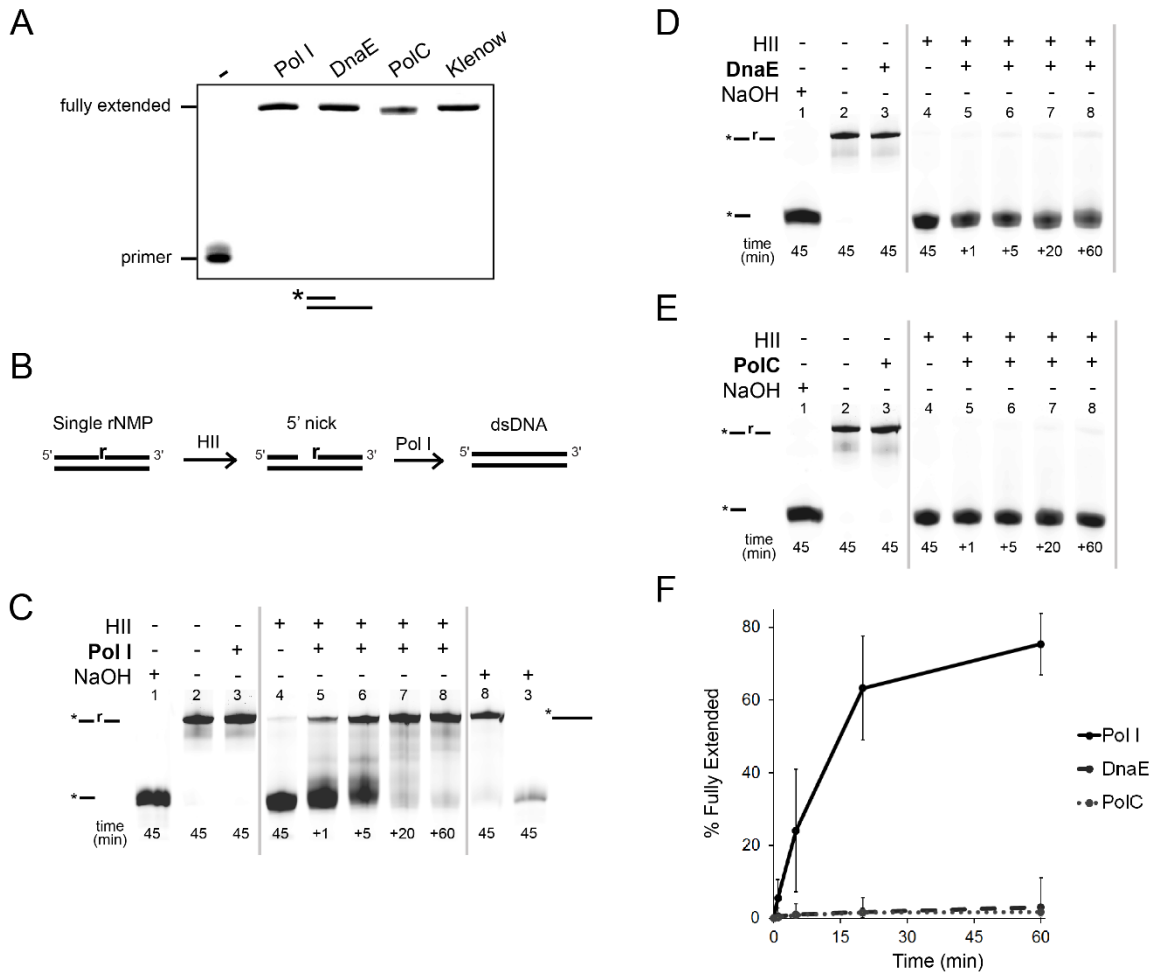 A
- Pol I DnaE PolC Klenow
fully extended
primer
*
B
Single rNMP 5' nick dsDNA
5' r 3' HII 5' r 3' Pol I 5' 3'
C
HII - - - + + + + +
Pol I - - + - + + + +
NaOH + - - - - - - - + +
1 2 3 4 5 6 7 8 8 3
* r *
*
time (min) 45 45 45 45 +1 +5 +20 +60 45 45
D
HII - - - + + + + +
DnaE - - + - + + + +
NaOH + - - - - - - -
1 2 3 4 5 6 7 8
* r
*
time (min) 45 45 45 45 +1 +5 +20 +60
E
HII - - - + + + + +
PolC - - + - + + + +
NaOH + - - - - - - -
1 2 3 4 5 6 7 8
* r
*
time (min) 45 45 45 45 +1 +5 +20 +60
F
% Fully Extended
80
60
40
20
0
0 15 30 45 60
Time (min)
Pol I
DnaE
PolC